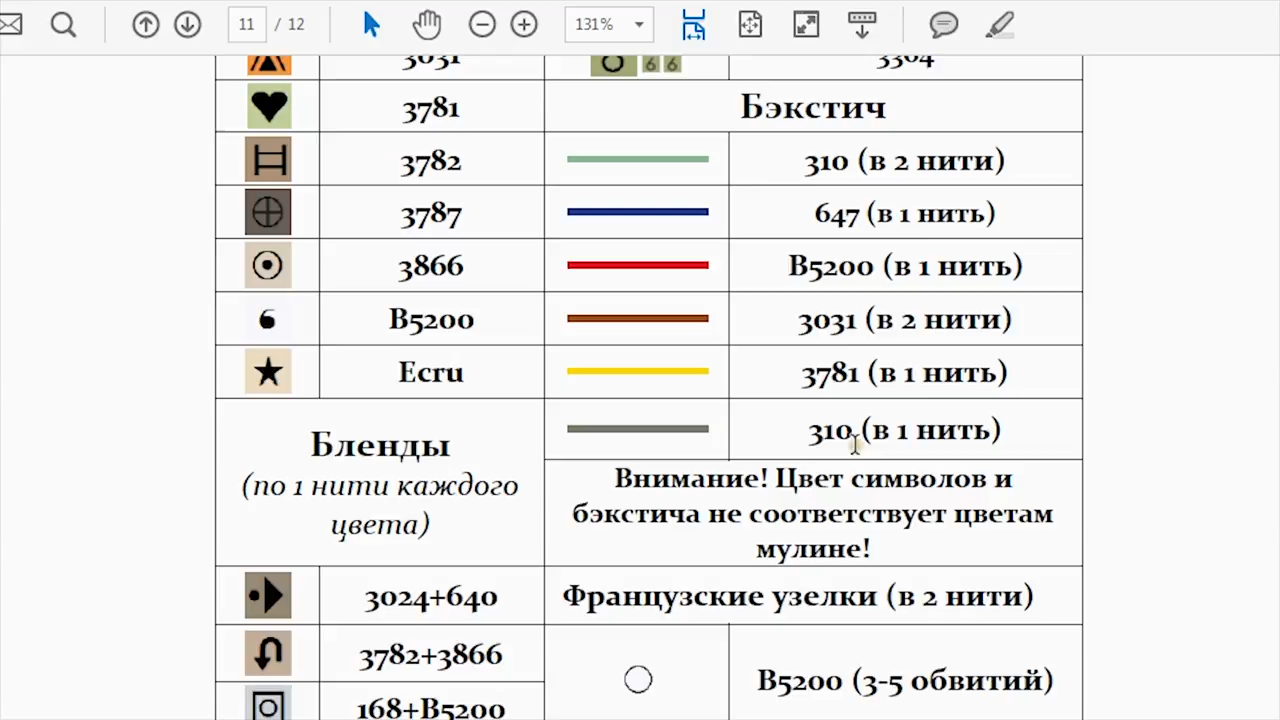 11 / 12
131%
3031
3364
3781
Бэкстич
3782
310 (в 2 нити)
3787
647 (в 1 нить)
3866
B5200 (в 1 нить)
B5200
3031 (в 2 нити)
Ecru
3781 (в 1 нить)
310 (в 1 нить)
Бленды
(по 1 нити каждого
цвета)
Внимание! Цвет символов и
бэкстича не соответствует цветам
мулине!
3024+640
Французские узелки (в 2 нити)
3782+3866
B5200 (3-5 обвитий)
168+B5200